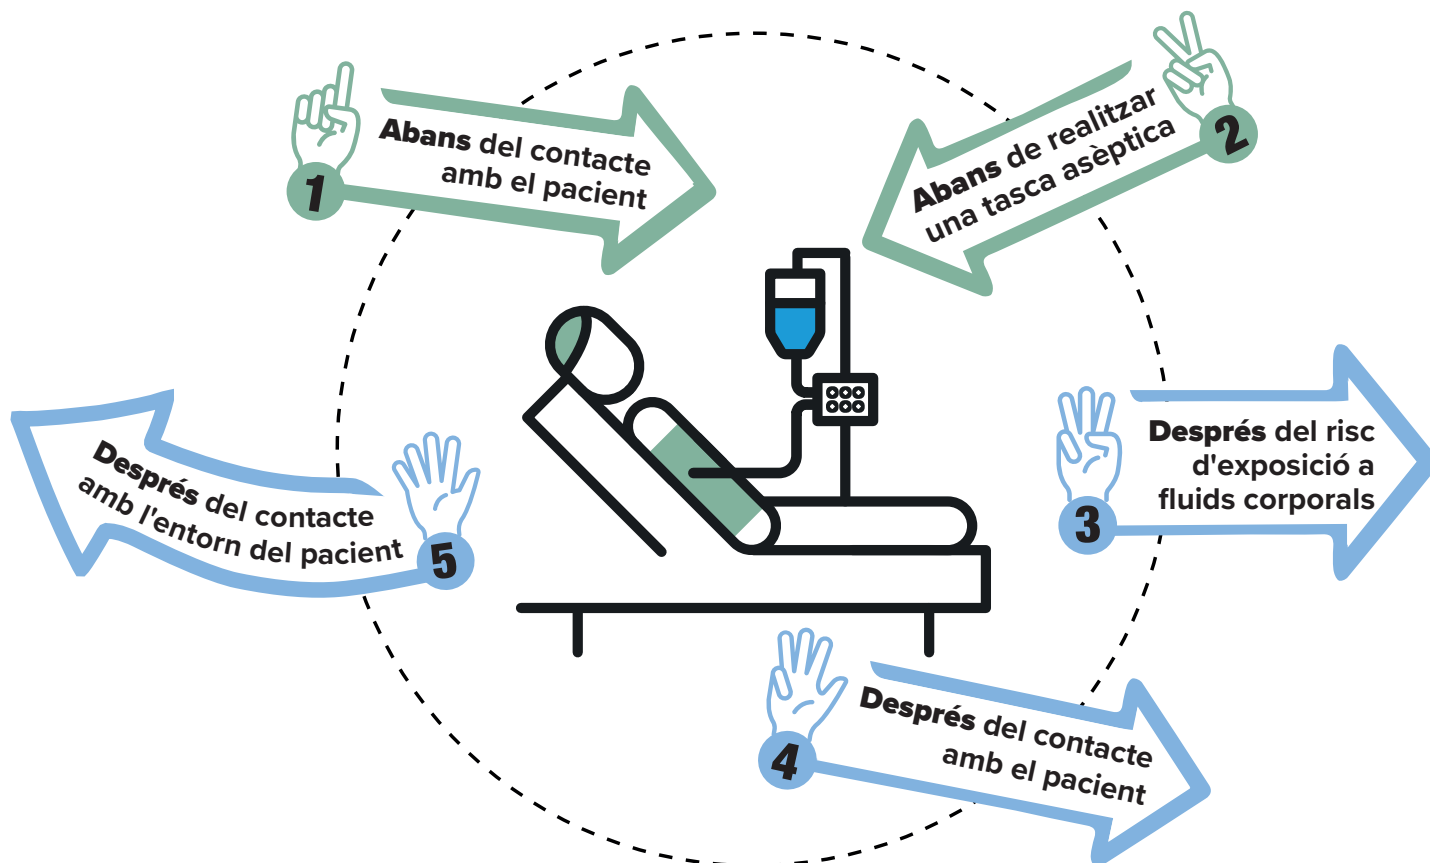 1
Abans del contacte
amb el pacient
2
Abans de realitzar
una tasca asèptica
3
Després del risc
d'exposició a
fluids corporals
4
Després del contacte
amb el pacient
5
Després del contacte
amb l'entorn del pacient